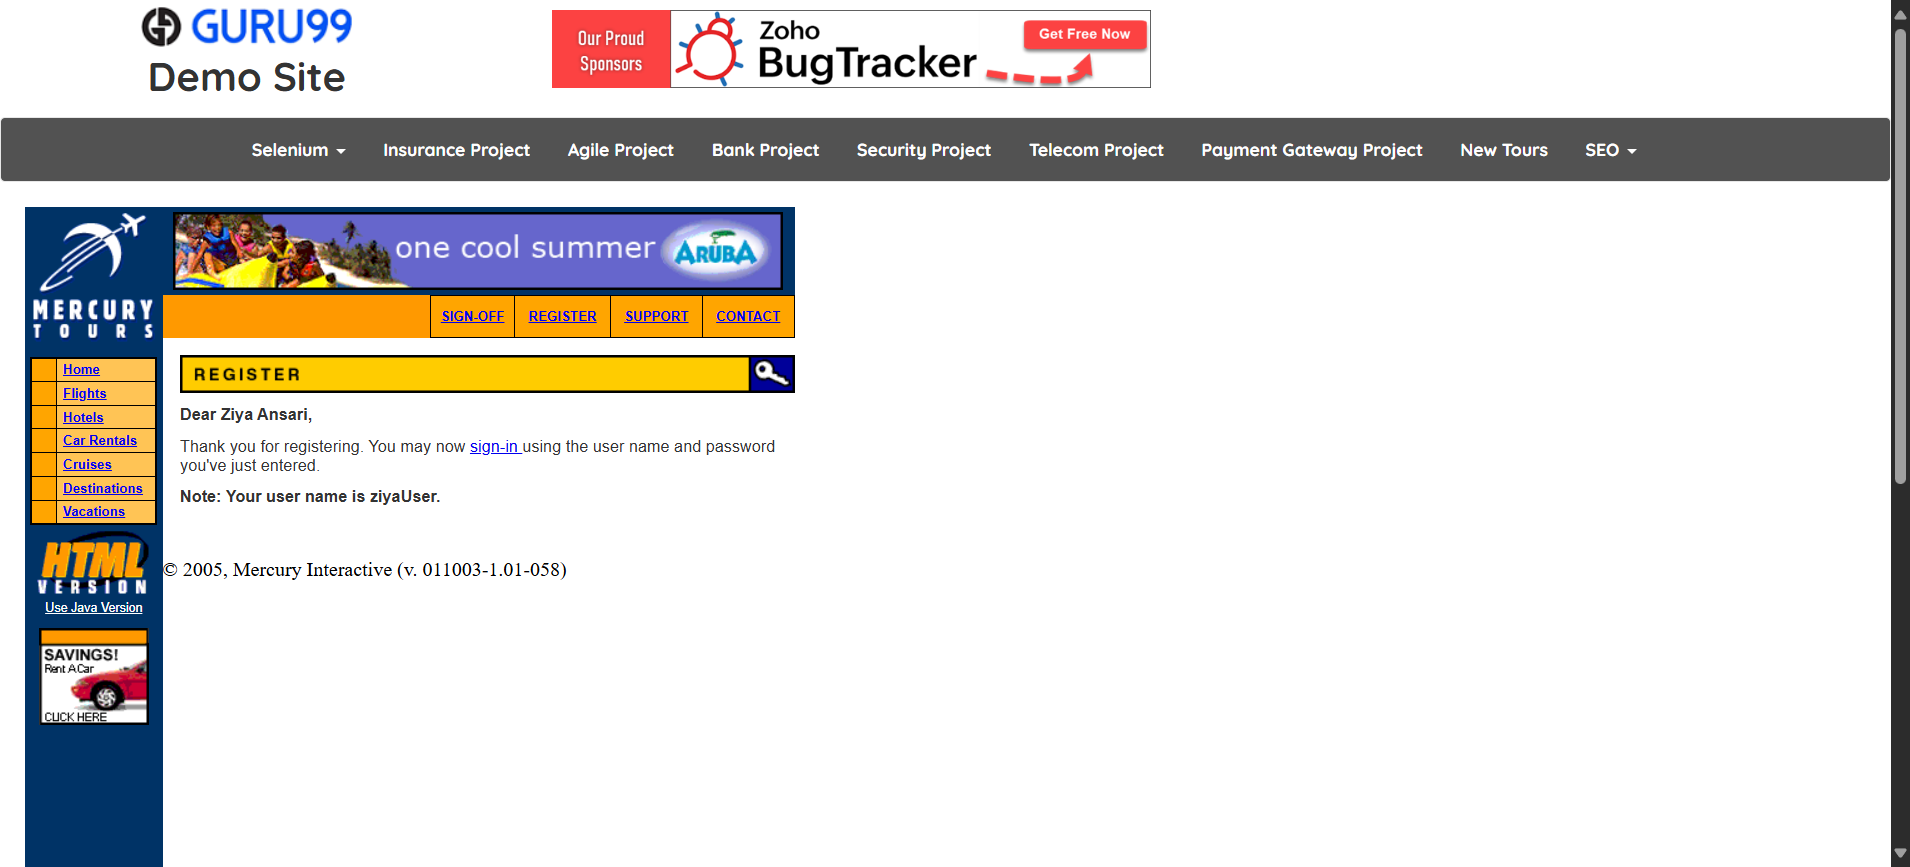 GURU99
Demo Site
Our Proud
Sponsors
Zoho
BugTracker
Get Free Now
Selenium
Insurance Project
Agile Project
Bank Project
Security Project
Telecom Project
Payment Gateway Project
New Tours
SEO
MERCURY
TOURS
one cool summer
ARUBA
SIGN-OFF
REGISTER
SUPPORT
CONTACT
Home
Flights
Hotels
Car Rentals
Cruises
Destinations
Vacations
HTML
VERSION
Use Java Version
SAVINGS!
Rent A Car
CLICK HERE
REGISTER
Dear Ziya Ansari,
Thank you for registering. You may now sign-in using the user name and password
you've just entered.
Note: Your user name is ziyaUser.
© 2005, Mercury Interactive (v. 011003-1.01-058)